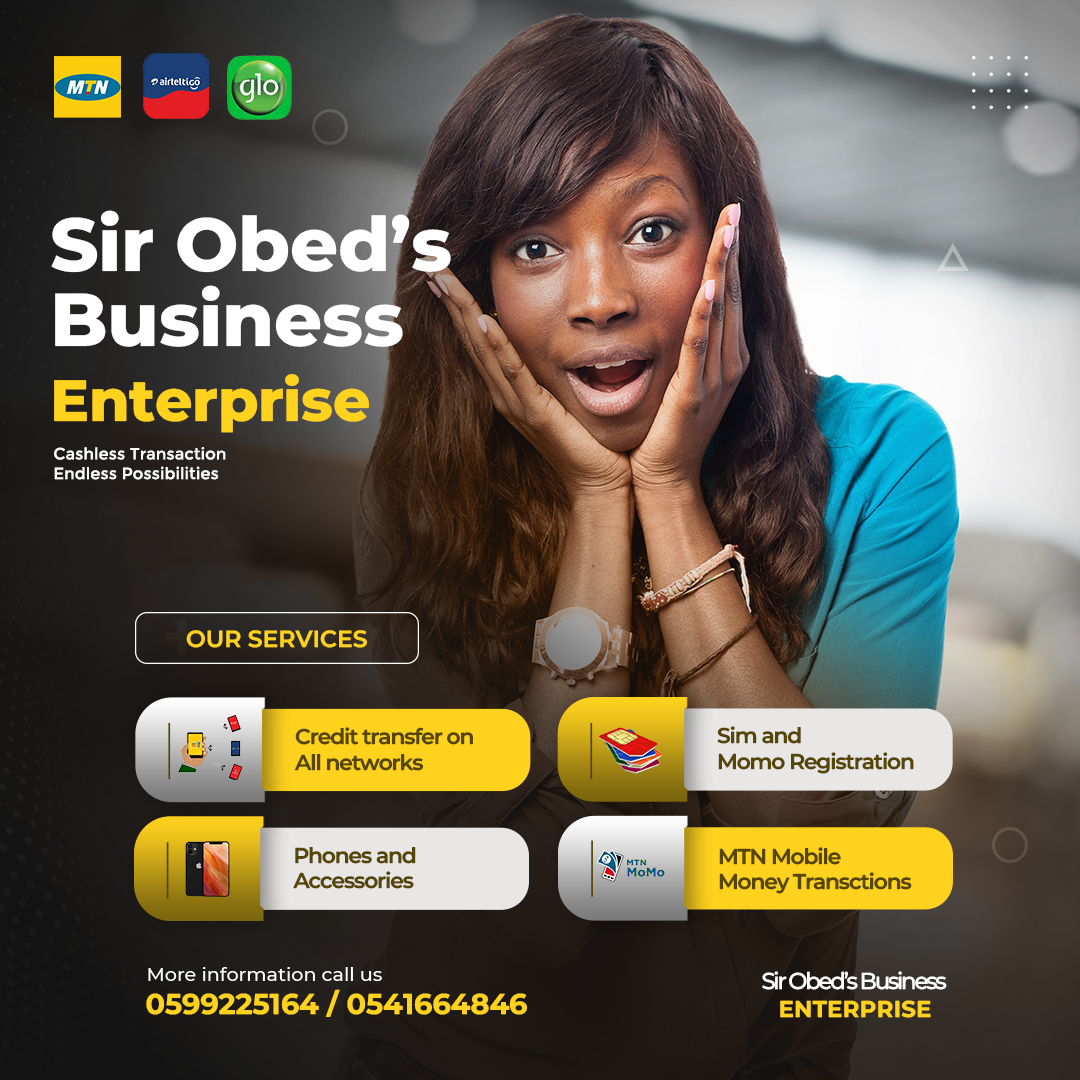 MTN
airteltigo
glo
Sir Obed's
Business
Enterprise
Cashless Transaction
Endless Possibilities
OUR SERVICES
Credit transfer on
All networks
Sim and
Momo Registration
Phones and
Accessories
MTN
MoMo
MTN Mobile
Money Transctions
More information call us
0599225164 / 0541664846
Sir Obed's Business
ENTERPRISE